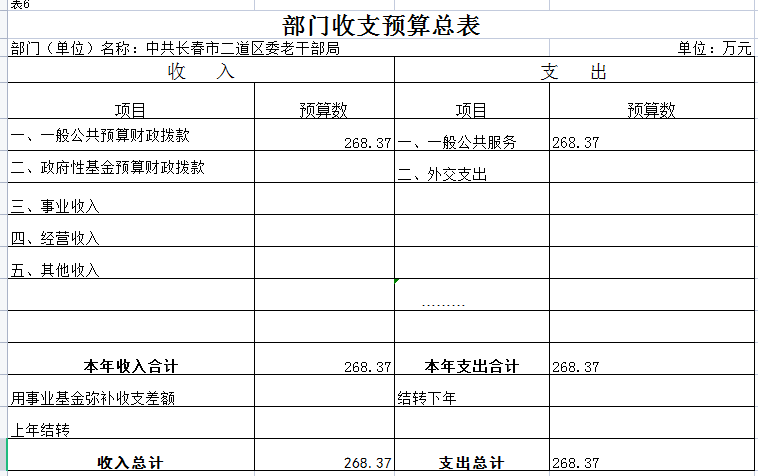 表6
部门收支预算总表
部门（单位）名称：中共长春市二道区委老干部局 单位：万元
收 入 支 出
项目 预算数 项目 预算数
一、一般公共预算财政拨款 268.37 一、一般公共服务 268.37
二、政府性基金预算财政拨款 二、外交支出
三、事业收入
四、经营收入
五、其他收入
………
本年收入合计 268.37 本年支出合计 268.37
用事业基金弥补收支差额 结转下年
上年结转
收入总计 268.37 支出总计 268.37